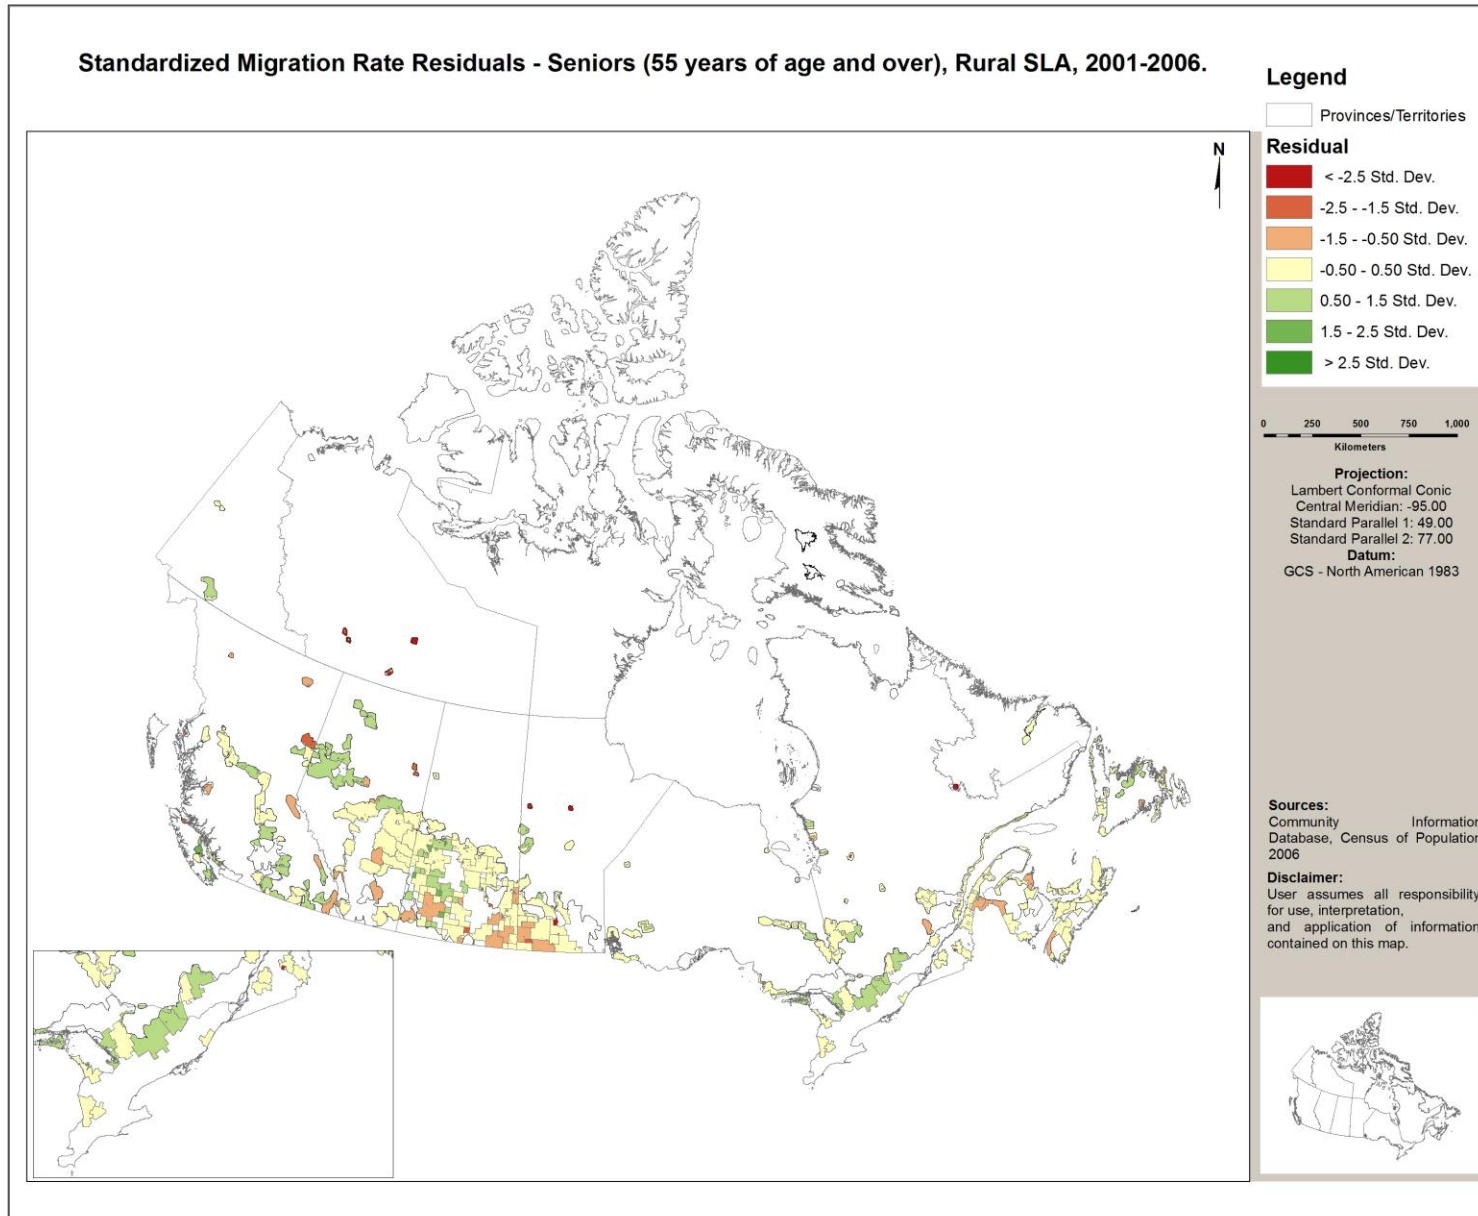 Standardized Migration Rate Residuals - Seniors (55 years of age and over), Rural SLA, 2001-2006.
Legend
Provinces/Territories
Residual
< -2.5 Std. Dev.
-2.5 - -1.5 Std. Dev.
-1.5 - -0.50 Std. Dev.
-0.50 - 0.50 Std. Dev.
0.50 - 1.5 Std. Dev.
1.5 - 2.5 Std. Dev.
> 2.5 Std. Dev.
N
0 250 500 750 1,000
Kilometers
Projection:
Lambert Conformal Conic
Central Meridian: -95.00
Standard Parallel 1: 49.00
Standard Parallel 2: 77.00
Datum:
GCS - North American 1983
Sources:
Community Information
Database, Census of Population
2006
Disclaimer:
User assumes all responsibility
for use, interpretation,
and application of information
contained on this map.